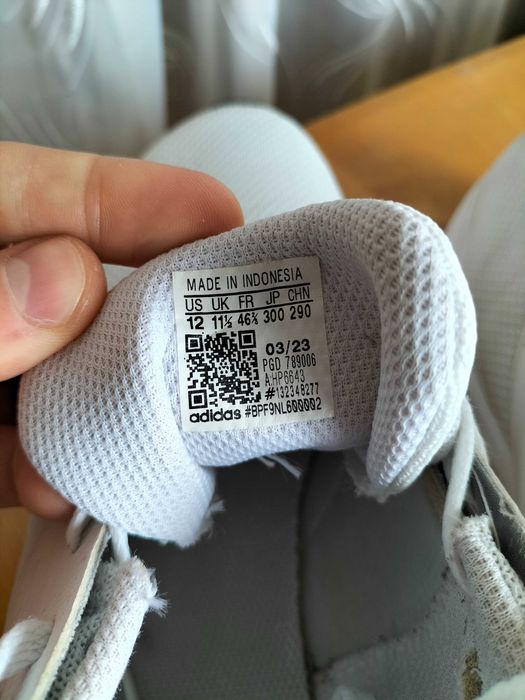 MADE IN INDONESIA
US UK FR JP CHN
12 11½ 46⅔ 300 290
03/23
PGD 789006
A:HP6643
#132348277
adidas #BPF9NL600002